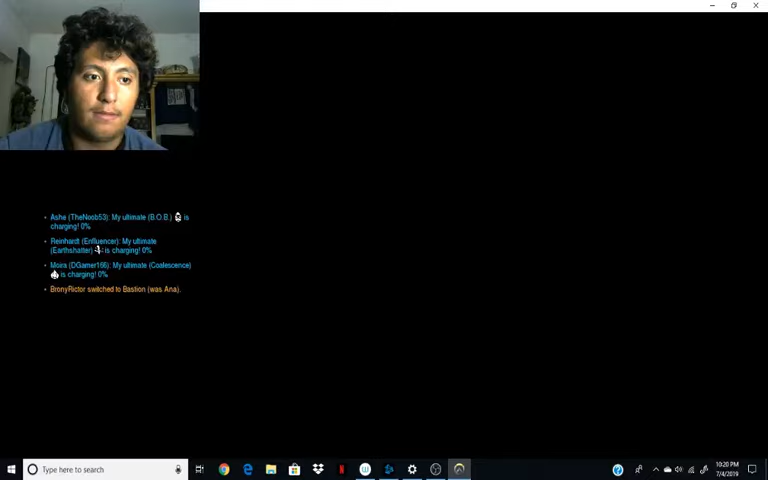 Ashe (TheNoob53): My ultimate (B.O.B.) is
charging! 0%
Reinhardt (Enfluencer): My ultimate
(Earthshatter) is charging! 0%
Moira (DGamer166): My ultimate (Coalescence)
is charging! 0%
BronyRictor switched to Bastion (was Ana).
Type here to search
10:20 PM
7/4/2019